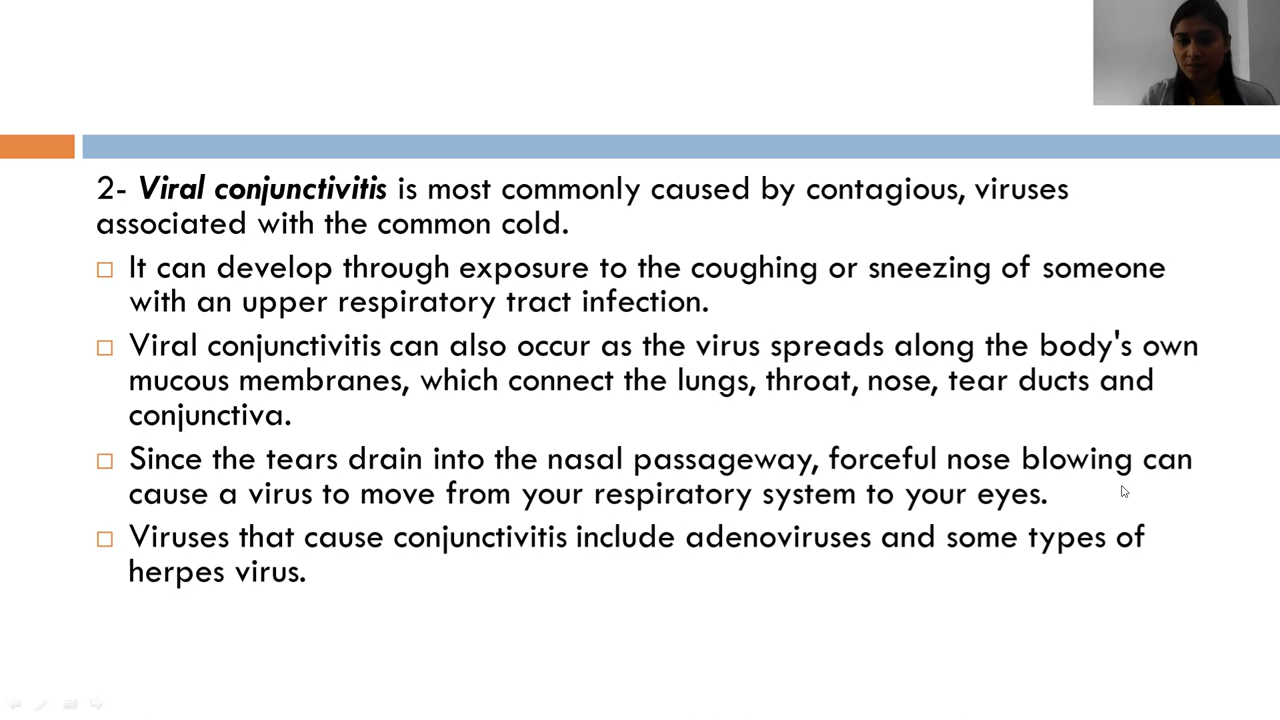 2- Viral conjunctivitis is most commonly caused by contagious, viruses
associated with the common cold.
It can develop through exposure to the coughing or sneezing of someone
with an upper respiratory tract infection.
Viral conjunctivitis can also occur as the virus spreads along the body's own
mucous membranes, which connect the lungs, throat, nose, tear ducts and
conjunctiva.
Since the tears drain into the nasal passageway, forceful nose blowing can
cause a virus to move from your respiratory system to your eyes.
Viruses that cause conjunctivitis include adenoviruses and some types of
herpes virus.